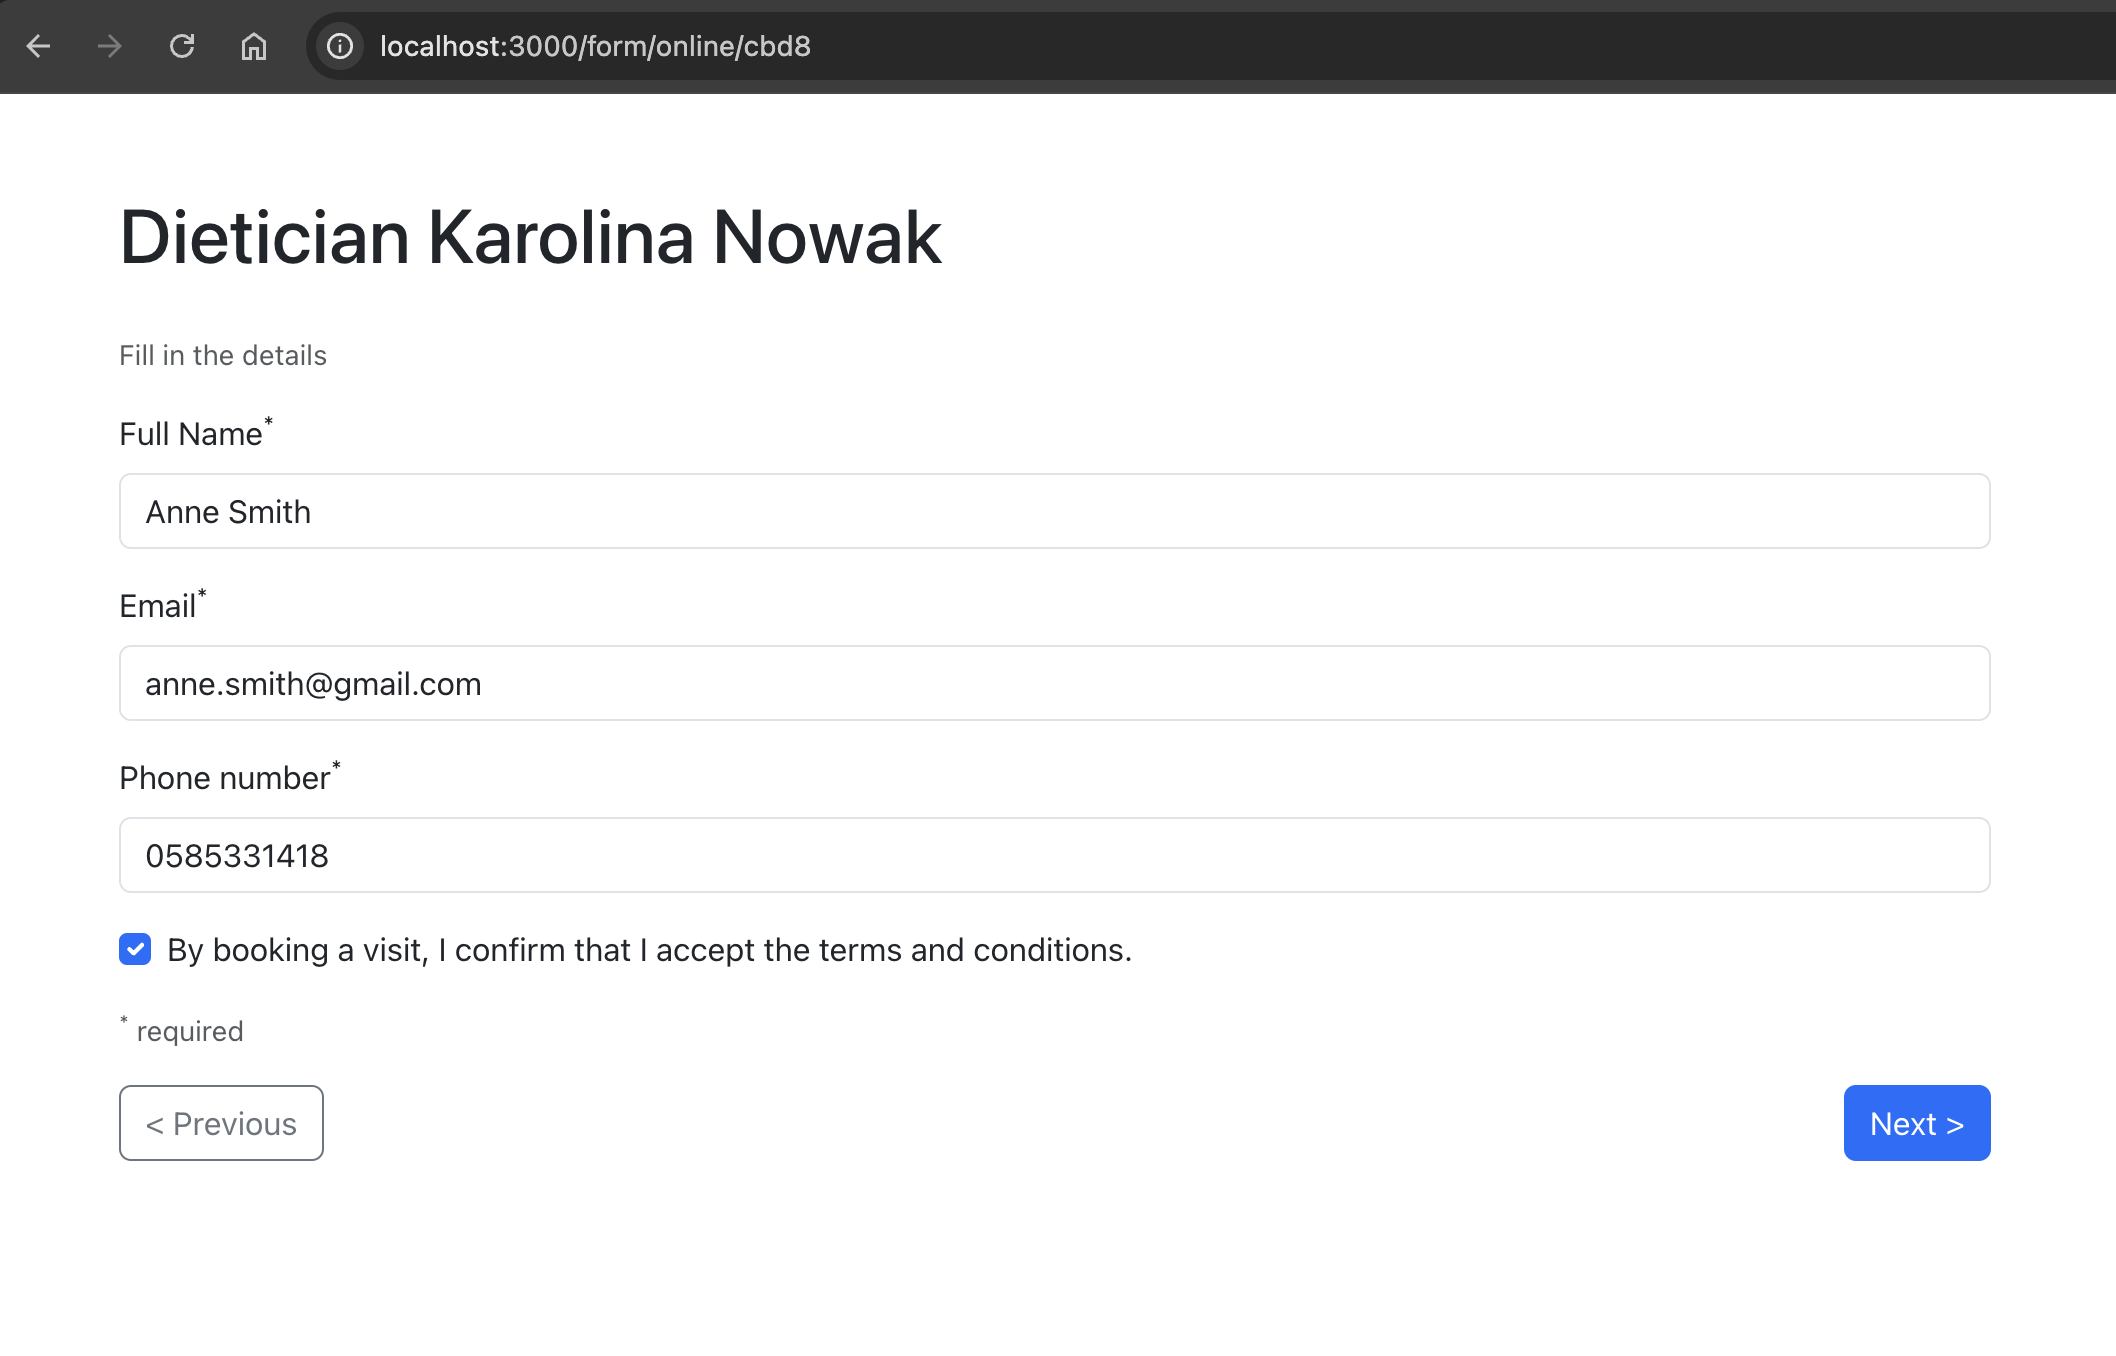 localhost:3000/form/online/cbd8
Dietician Karolina Nowak
Fill in the details
Full Name*
Anne Smith
Email*
anne.smith@gmail.com
Phone number*
0585331418
By booking a visit, I confirm that I accept the terms and conditions.
* required
< Previous
Next >